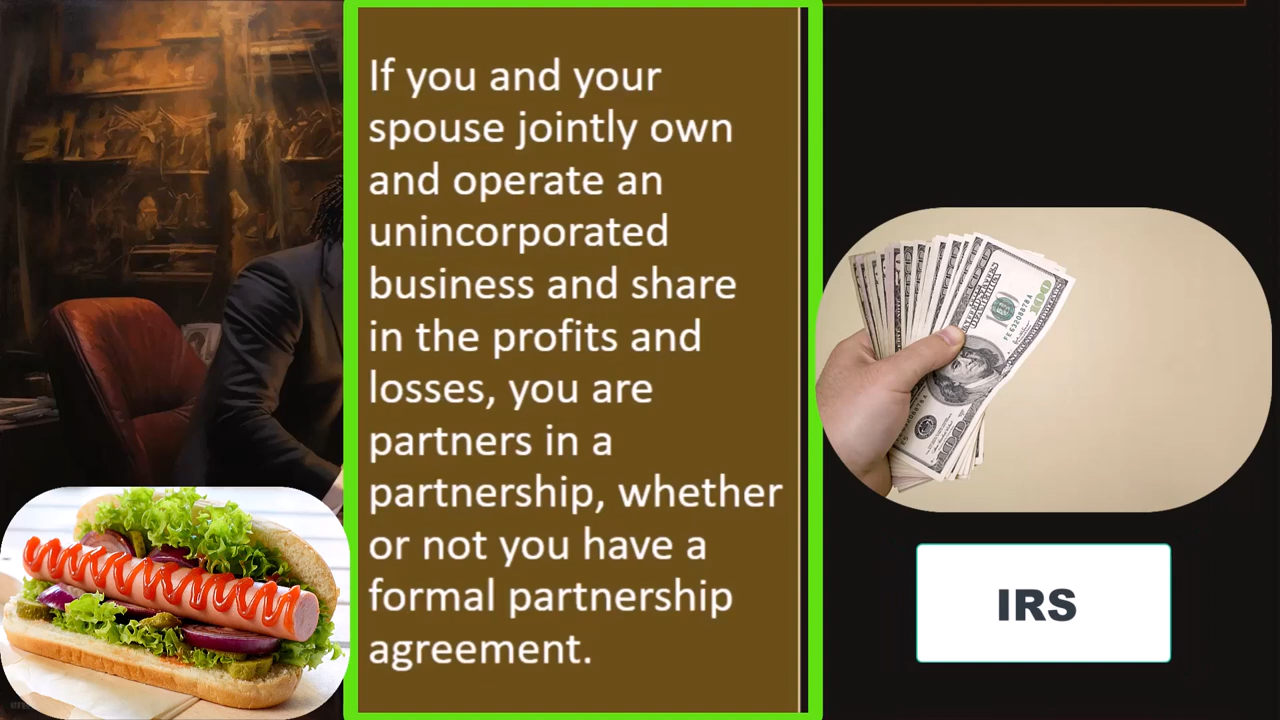 If you and your
spouse jointly own
and operate an
unincorporated
business and share
in the profits and
losses, you are
partners in a
partnership, whether
or not you have a
formal partnership
agreement.
100
IRS